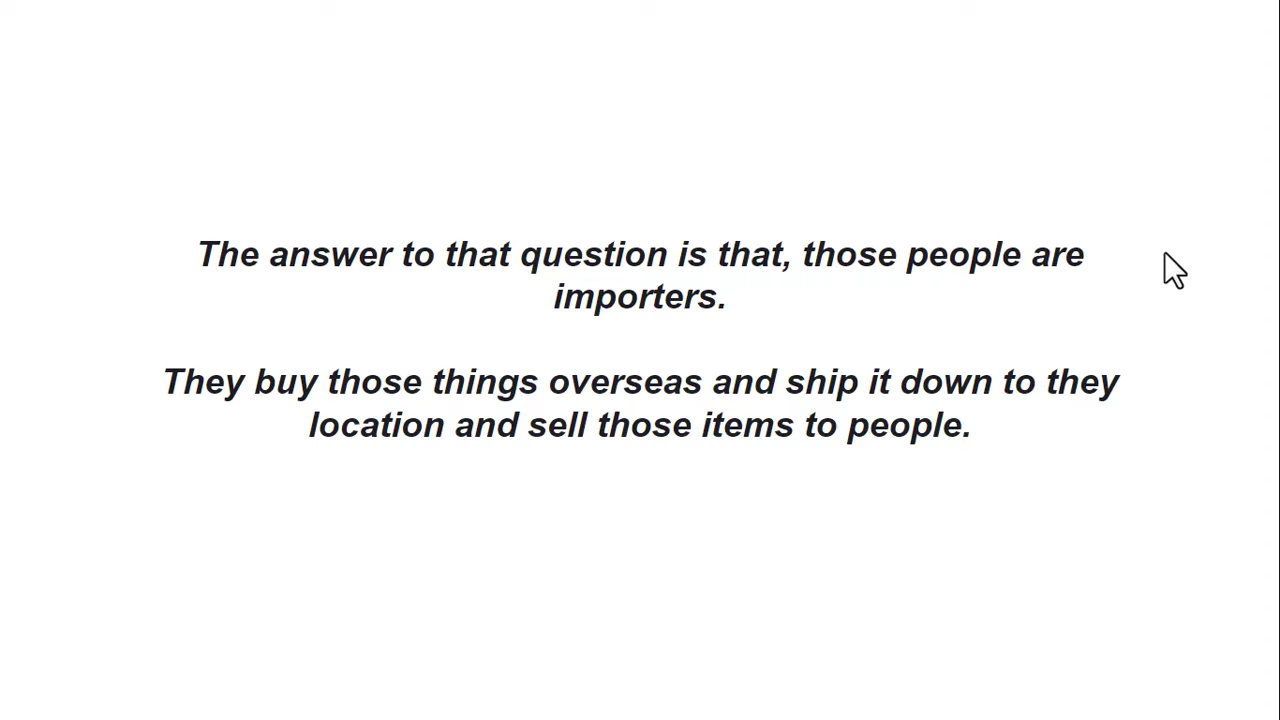 The answer to that question is that, those people are
importers.
They buy those things overseas and ship it down to they
location and sell those items to people.